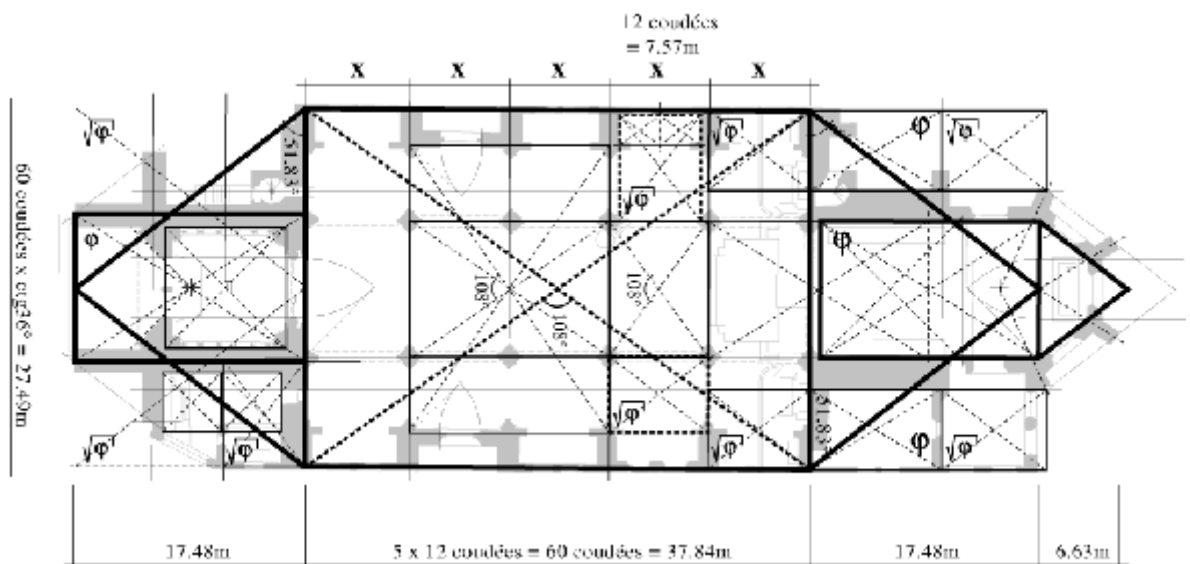 12 coudées
= 7.57m
x x x x x
√φ √φ φ √φ
51.83°
60 coudées x ctg36° = 27.49m
√φ
φ φ
108° 108°
108°
√φ
51.83°
√φ √φ √φ φ √φ
17.48m 5 x 12 coudées = 60 coudées = 37.84m 17.48m 6.63m